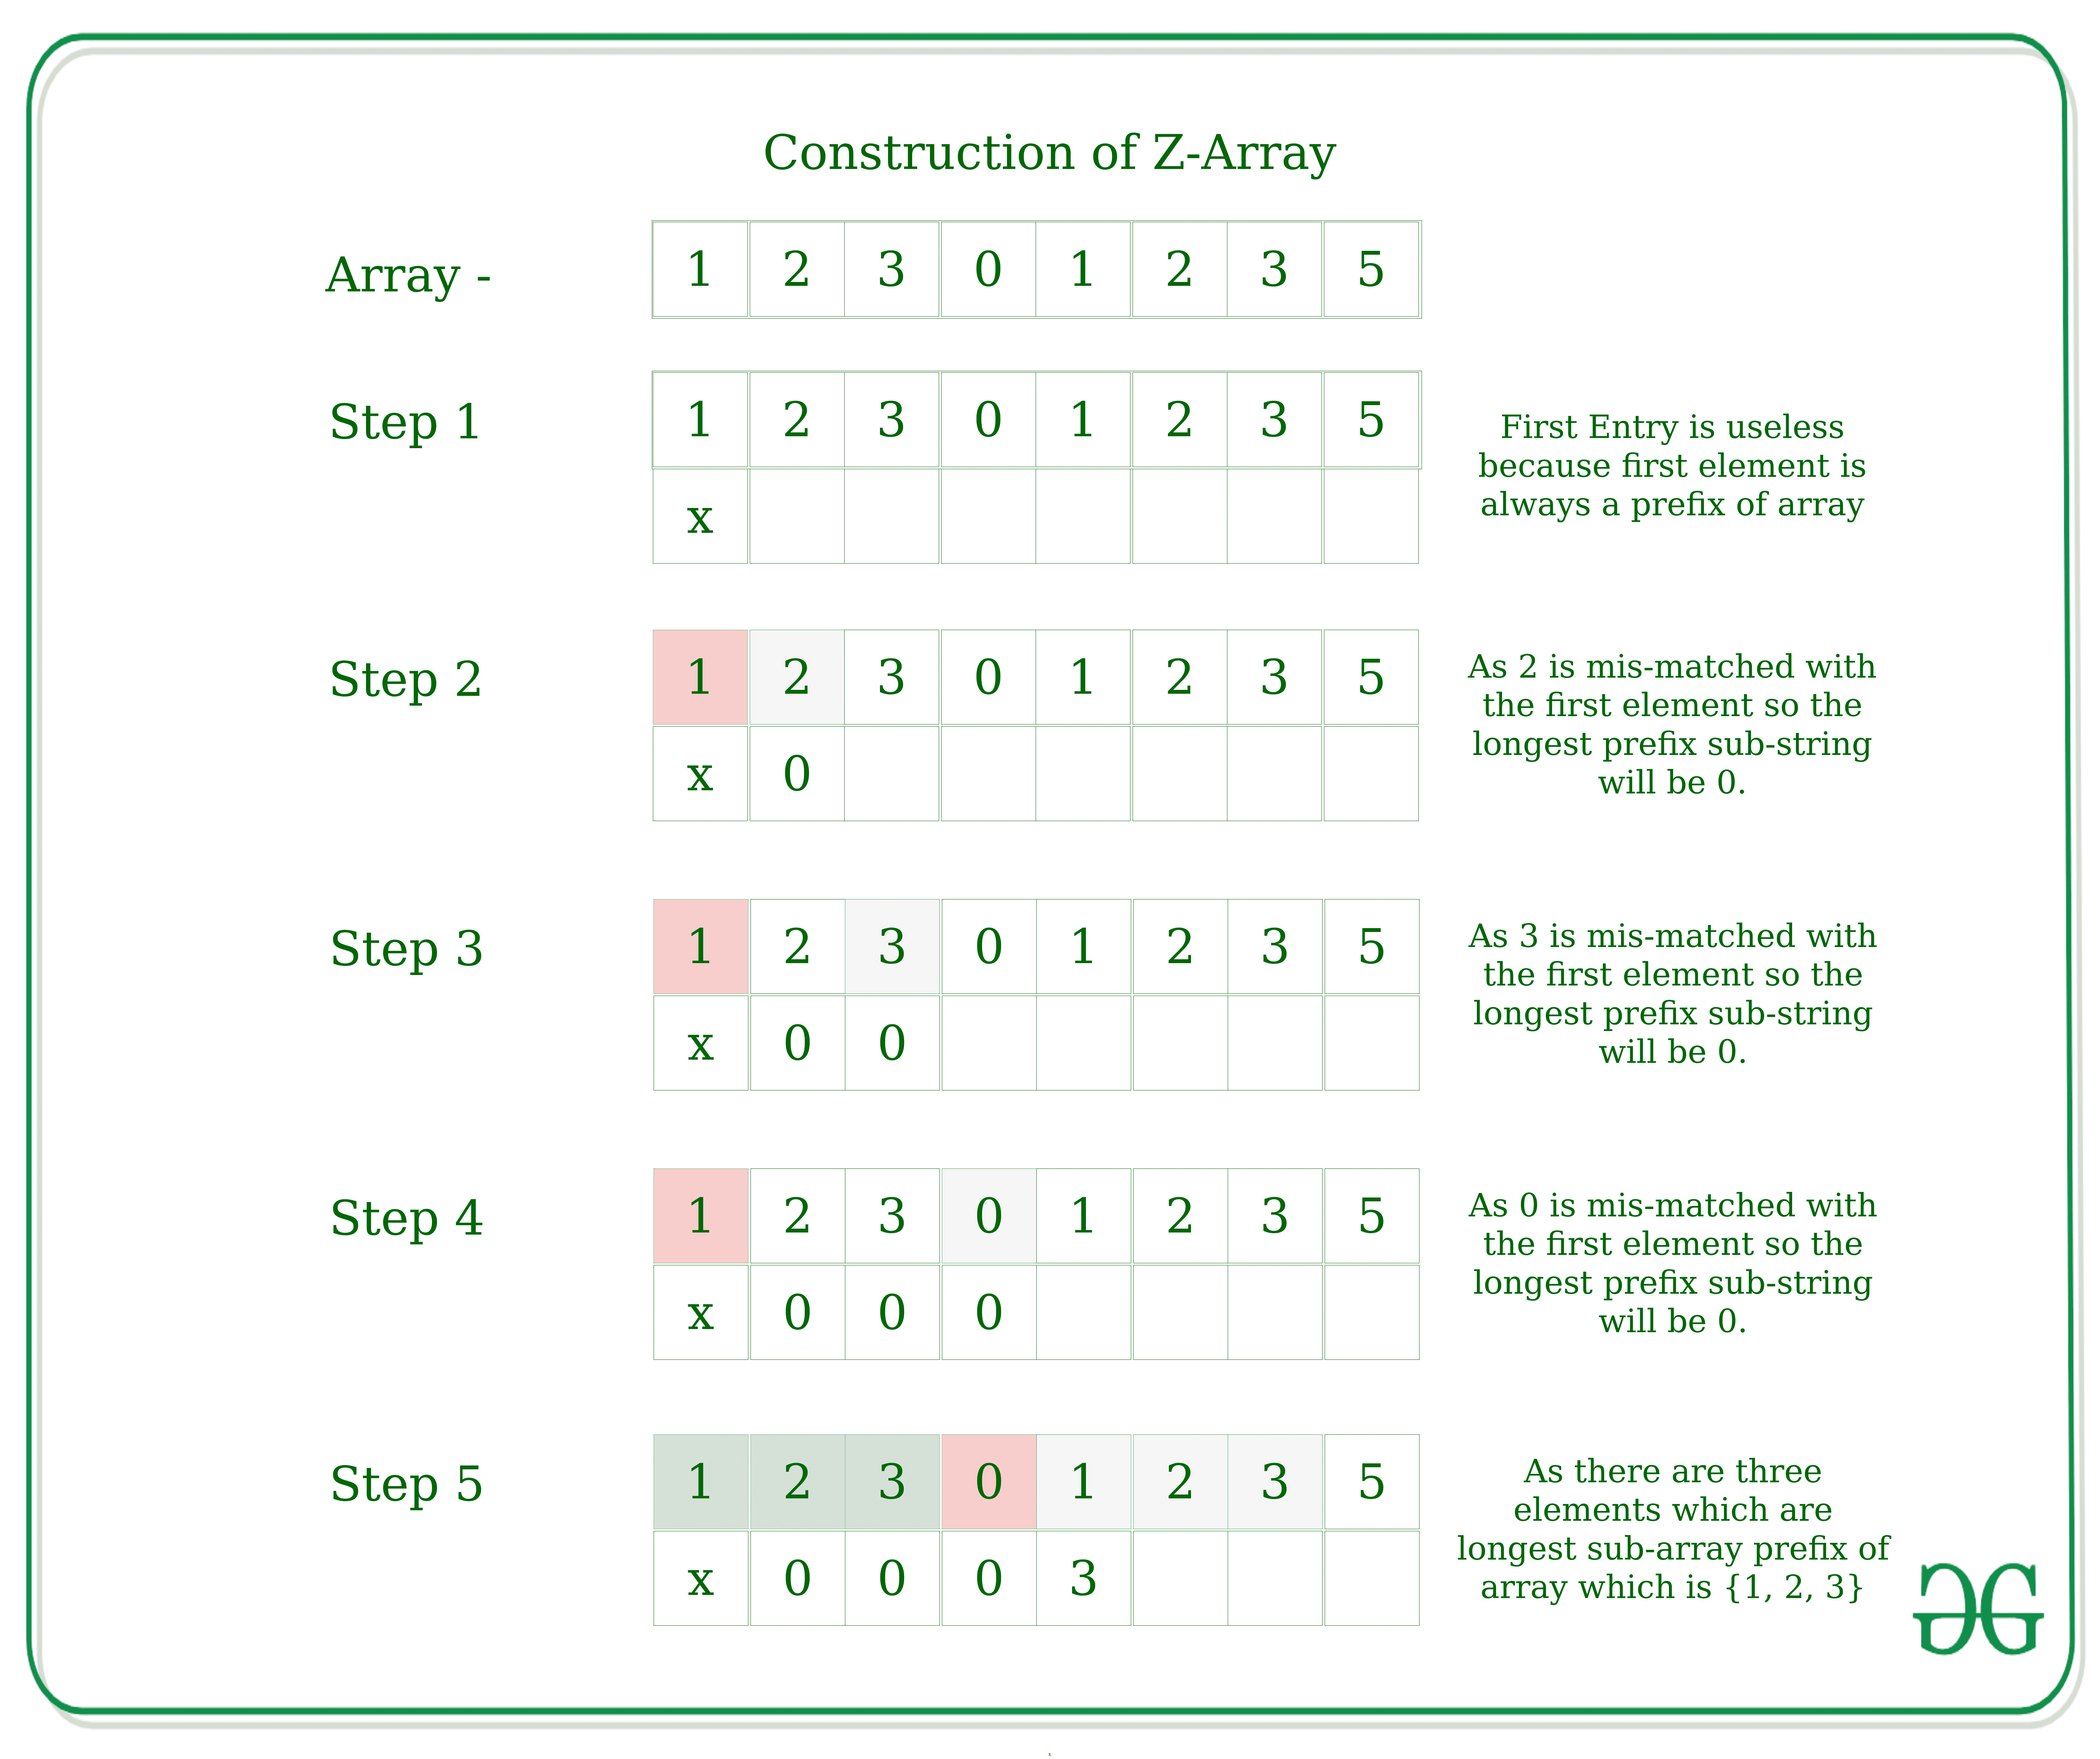 Construction of Z-Array
Array - 1 2 3 0 1 2 3 5
Step 1 1 2 3 0 1 2 3 5
x
First Entry is useless
because first element is
always a prefix of array
Step 2 1 2 3 0 1 2 3 5
x 0
As 2 is mis-matched with
the first element so the
longest prefix sub-string
will be 0.
Step 3 1 2 3 0 1 2 3 5
x 0 0
As 3 is mis-matched with
the first element so the
longest prefix sub-string
will be 0.
Step 4 1 2 3 0 1 2 3 5
x 0 0 0
As 0 is mis-matched with
the first element so the
longest prefix sub-string
will be 0.
Step 5 1 2 3 0 1 2 3 5
x 0 0 0 3
As there are three
elements which are
longest sub-array prefix of
array which is {1, 2, 3}